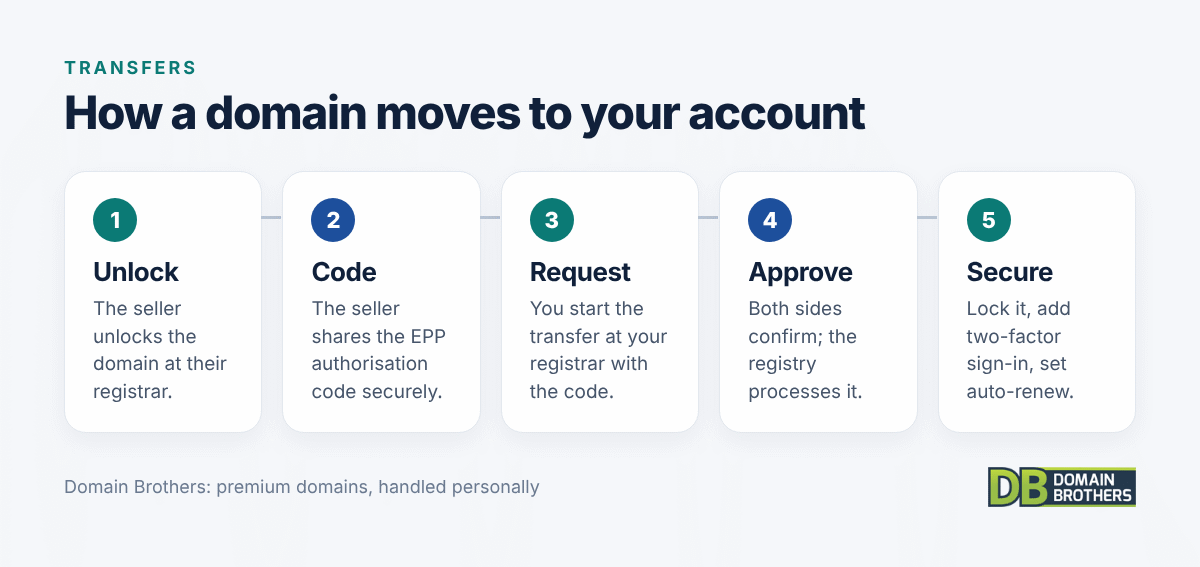 TRANSFERS
How a domain moves to your account
1
Unlock
The seller
unlocks the
domain at their
registrar.
2
Code
The seller
shares the EPP
authorisation
code securely.
3
Request
You start the
transfer at your
registrar with
the code.
4
Approve
Both sides
confirm; the
registry
processes it.
5
Secure
Lock it, add
two-factor
sign-in, set
auto-renew.
Domain Brothers: premium domains, handled personally
DB DOMAIN
BROTHERS